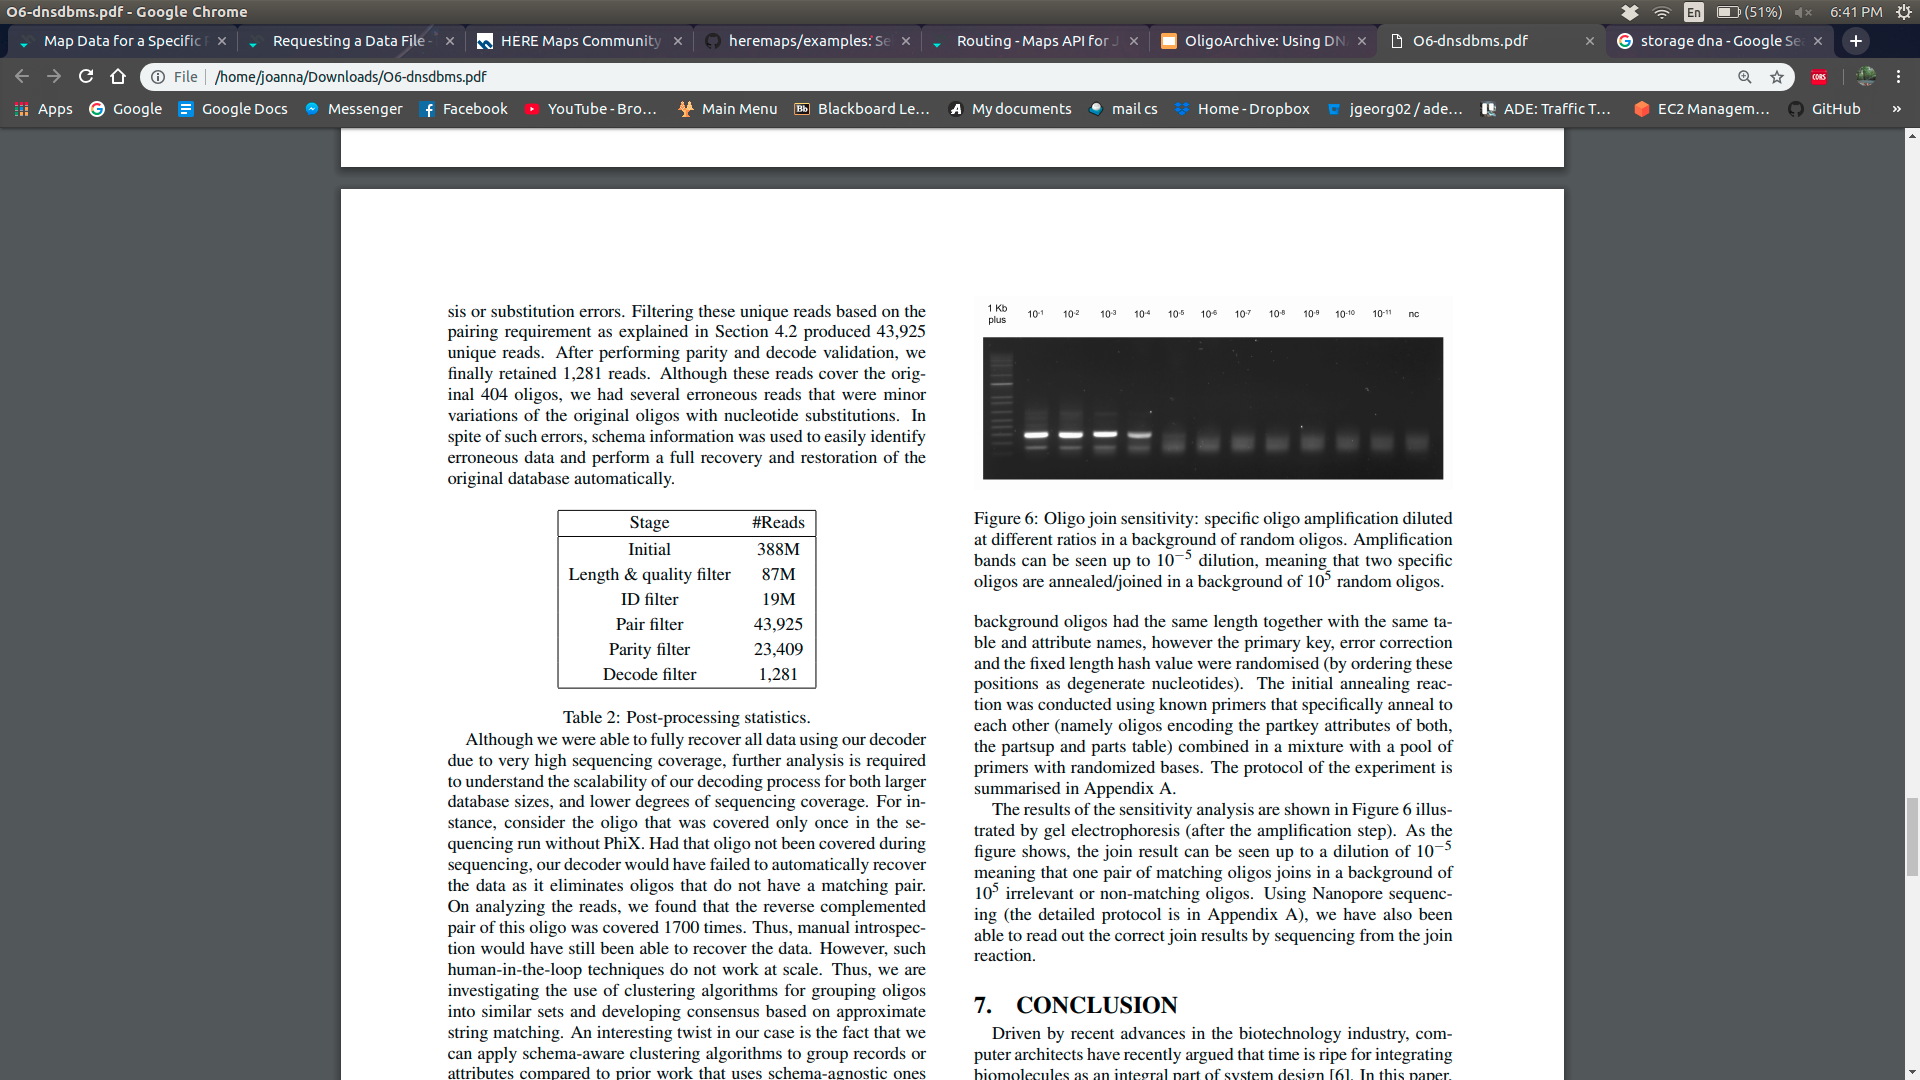 O6-dnsdbms.pdf - Google Chrome
En (51%) 6:41 PM
Map Data for a Specific
Requesting a Data File -
HERE Maps Community
heremaps/examples: Se
Routing - Maps API for J
OligoArchive: Using DN
O6-dnsdbms.pdf
storage dna - Google Se
File /home/joanna/Downloads/O6-dnsdbms.pdf
CORS
Apps Google Google Docs Messenger Facebook YouTube - Bro... Main Menu Bb Blackboard Le... My documents mail cs Home - Dropbox jgeorg02 / ade... ADE: Traffic T... EC2 Managem... GitHub »
sis or substitution errors. Filtering these unique reads based on the
pairing requirement as explained in Section 4.2 produced 43,925
unique reads. After performing parity and decode validation, we
finally retained 1,281 reads. Although these reads cover the orig-
inal 404 oligos, we had several erroneous reads that were minor
variations of the original oligos with nucleotide substitutions. In
spite of such errors, schema information was used to easily identify
erroneous data and perform a full recovery and restoration of the
original database automatically.
Stage #Reads
Initial 388M
Length & quality filter 87M
ID filter 19M
Pair filter 43,925
Parity filter 23,409
Decode filter 1,281
Table 2: Post-processing statistics.
Although we were able to fully recover all data using our decoder
due to very high sequencing coverage, further analysis is required
to understand the scalability of our decoding process for both larger
database sizes, and lower degrees of sequencing coverage. For in-
stance, consider the oligo that was covered only once in the se-
quencing run without PhiX. Had that oligo not been covered during
sequencing, our decoder would have failed to automatically recover
the data as it eliminates oligos that do not have a matching pair.
On analyzing the reads, we found that the reverse complemented
pair of this oligo was covered 1700 times. Thus, manual introspec-
tion would have still been able to recover the data. However, such
human-in-the-loop techniques do not work at scale. Thus, we are
investigating the use of clustering algorithms for grouping oligos
into similar sets and developing consensus based on approximate
string matching. An interesting twist in our case is the fact that we
can apply schema-aware clustering algorithms to group records or
attributes compared to prior work that uses schema-agnostic ones
1 Kb
plus 10⁻¹ 10⁻² 10⁻³ 10⁻⁴ 10⁻⁵ 10⁻⁶ 10⁻⁷ 10⁻⁸ 10⁻⁹ 10⁻¹⁰ 10⁻¹¹ nc
Figure 6: Oligo join sensitivity: specific oligo amplification diluted
at different ratios in a background of random oligos. Amplification
bands can be seen up to 10⁻⁵ dilution, meaning that two specific
oligos are annealed/joined in a background of 10⁵ random oligos.
background oligos had the same length together with the same ta-
ble and attribute names, however the primary key, error correction
and the fixed length hash value were randomised (by ordering these
positions as degenerate nucleotides). The initial annealing reac-
tion was conducted using known primers that specifically anneal to
each other (namely oligos encoding the partkey attributes of both,
the partsup and parts table) combined in a mixture with a pool of
primers with randomized bases. The protocol of the experiment is
summarised in Appendix A.
The results of the sensitivity analysis are shown in Figure 6 illus-
trated by gel electrophoresis (after the amplification step). As the
figure shows, the join result can be seen up to a dilution of 10⁻⁵
meaning that one pair of matching oligos joins in a background of
10⁵ irrelevant or non-matching oligos. Using Nanopore sequenc-
ing (the detailed protocol is in Appendix A), we have also been
able to read out the correct join results by sequencing from the join
reaction.
7. CONCLUSION
Driven by recent advances in the biotechnology industry, com-
puter architects have recently argued that time is ripe for integrating
biomolecules as an integral part of system design [6]. In this paper,